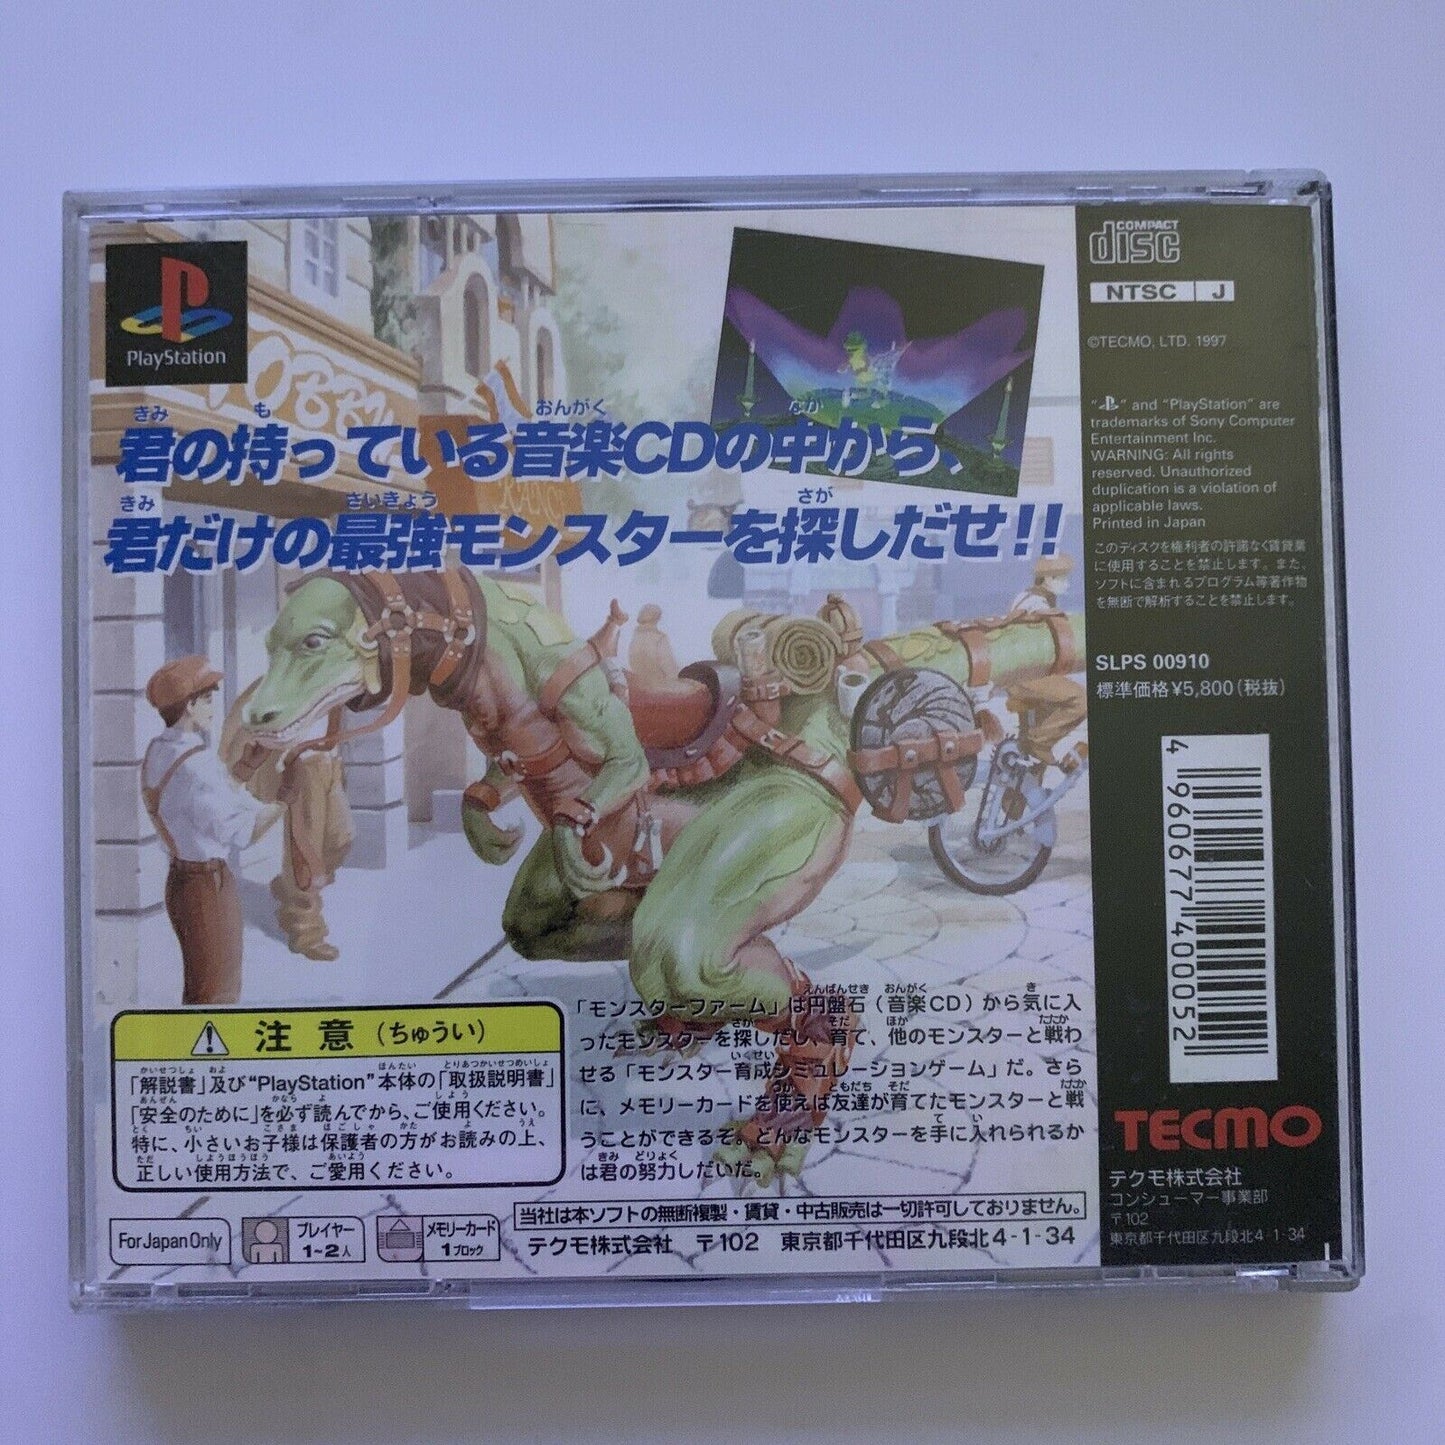 PlayStation
君の持っている音楽CDの中から、
君だけの最強モンスターを探しだせ!!
「モンスターファーム」は円盤石(音楽CD)から気に入
ったモンスターを探しだし、育て、他のモンスターと戦わ
せる「モンスター育成シミュレーションゲーム」だ。さら
に、メモリーカードを使えば友達が育てたモンスターと戦
うことができるぞ。どんなモンスターを手に入れられるか
は君の努力しだいだ。
注意(ちゅうい)
「解説書」及び“PlayStation”本体の「取扱説明書」
「安全のために」を必ず読んでから、ご使用ください。
特に、小さいお子様は保護者の方がお読みの上、
正しい使用方法で、ご愛用ください。
For Japan Only
プレイヤー
1~2人
メモリーカード
1ブロック
当社は本ソフトの無断複製・賃貸・中古販売は一切許可しておりません。
テクモ株式会社 〒102 東京都千代田区九段北4-1-34
COMPACT
disc
NTSC J
©TECMO, LTD. 1997
" " and "PlayStation" are
trademarks of Sony Computer
Entertainment Inc.
WARNING: All rights
reserved. Unauthorized
duplication is a violation of
applicable laws.
Printed in Japan
このディスクを権利者の許諾なく賃貸業
に使用することを禁止します。また、
ソフトに含まれるプログラム等著作物
を無断で解析することを禁止します。
SLPS 00910
標準価格¥5,800(税抜)
4 960677 400052
TECMO
テクモ株式会社
コンシューマー事業部
〒102
東京都千代田区九段北4-1-34